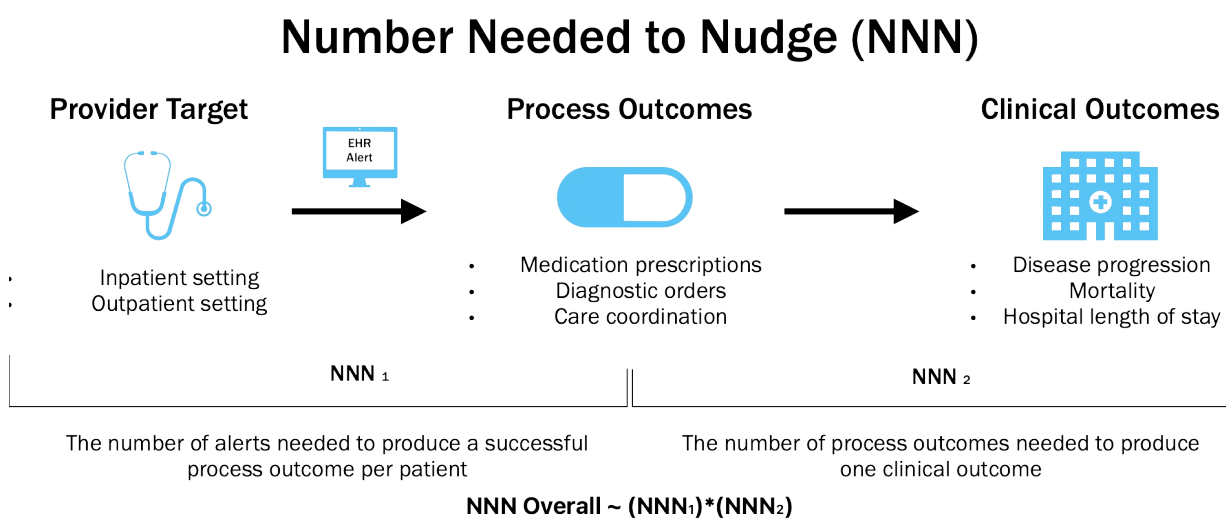 Number Needed to Nudge (NNN)
Provider Target
EHR
Alert
Process Outcomes
Clinical Outcomes
• Inpatient setting
• Outpatient setting
• Medication prescriptions
• Diagnostic orders
• Care coordination
• Disease progression
• Mortality
• Hospital length of stay
NNN 1
NNN 2
The number of alerts needed to produce a successful
process outcome per patient
The number of process outcomes needed to produce
one clinical outcome
NNN Overall ~ (NNN₁)*(NNN₂)